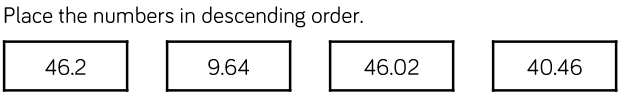 Place the numbers in descending order.
46.2 9.64 46.02 40.46